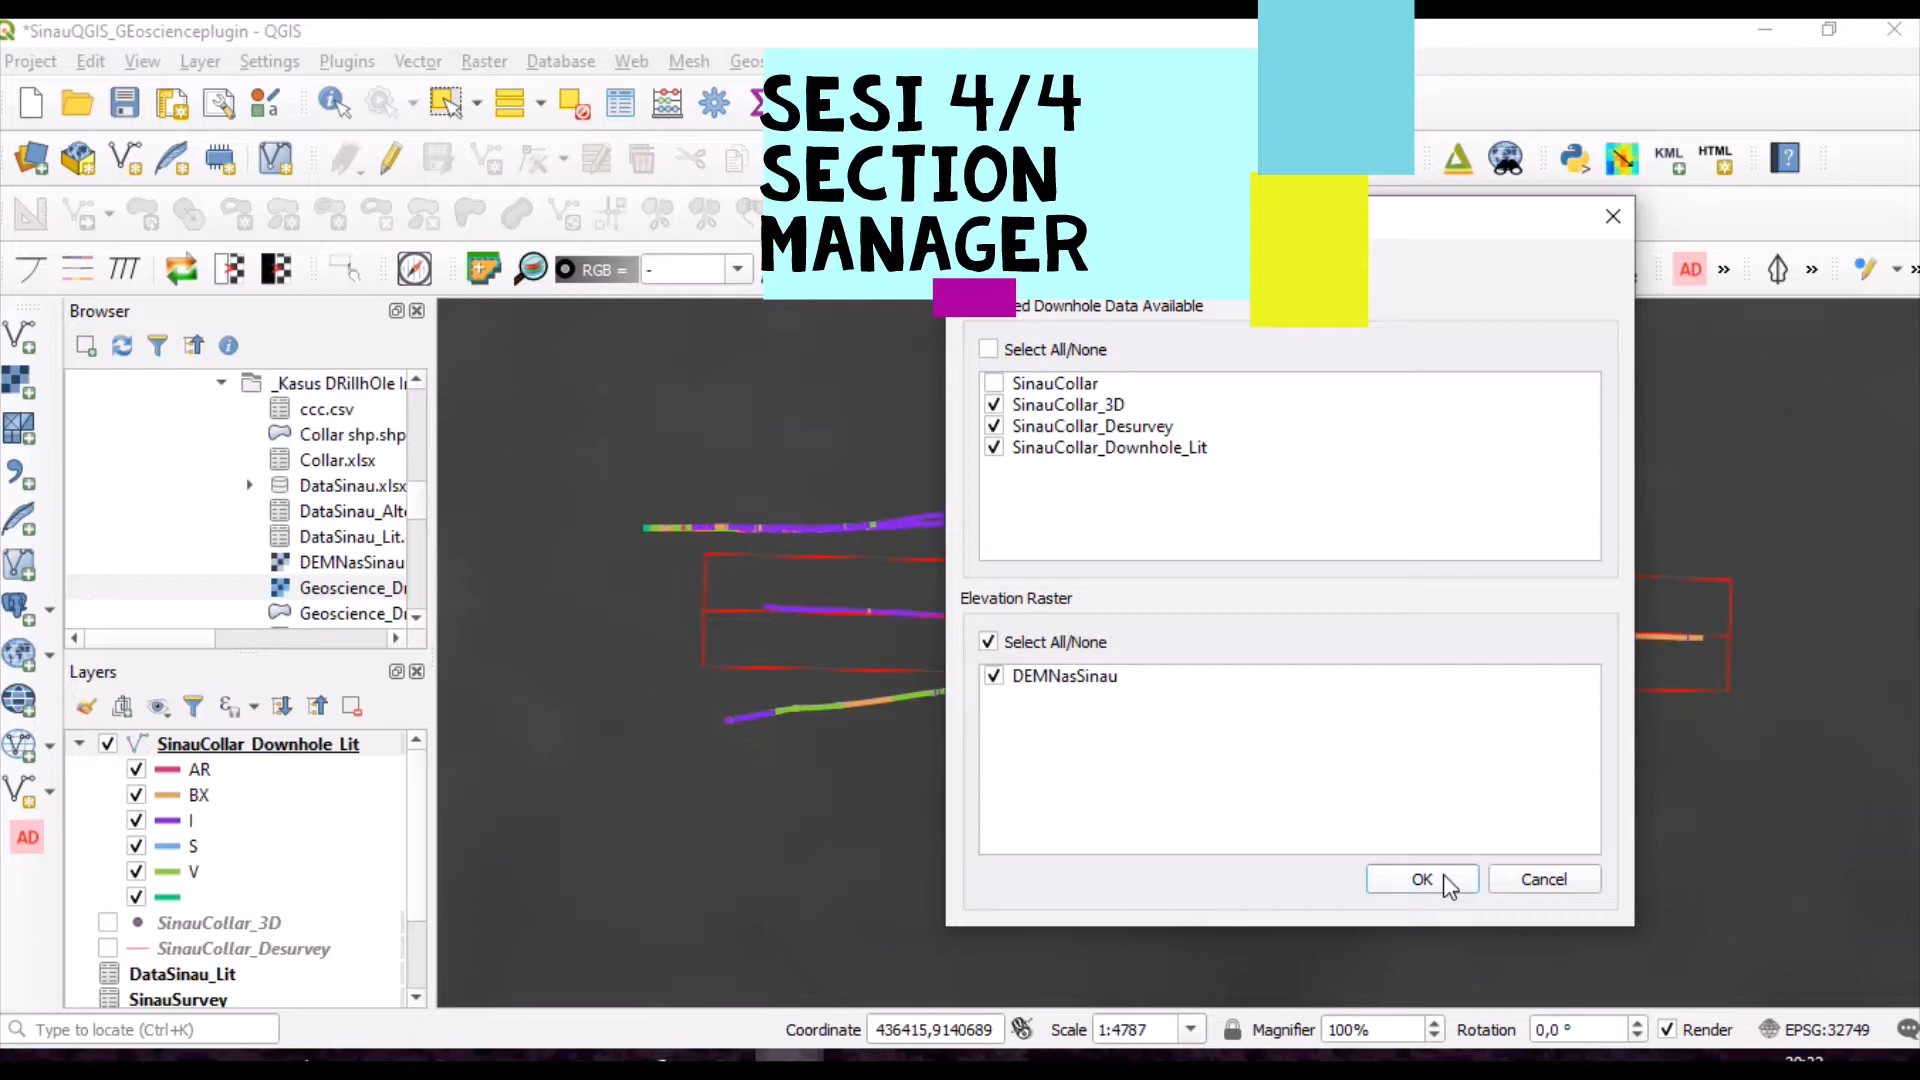 *SinauQGIS_GEoscienceplugin - QGIS
Project Edit View Layer Settings Plugins Vector Raster Database Web Mesh
SESI 4/4
SECTION
MANAGER
KML HTML
RGB = -
AD
Browser
_Kasus DRillhOle
ccc.csv
Collar shp.shp
Collar.xlsx
DataSinau.xlsx
DataSinau_Alt
DataSinau_Lit.
DEMNasSinau
Geoscience_D
Geoscience_D
Layers
SinauCollar_Downhole_Lit
AR
BX
I
S
V
SinauCollar_3D
SinauCollar_Desurvey
DataSinau_Lit
SinauSurvey
AD
Downhole Data Available
Select All/None
SinauCollar
SinauCollar_3D
SinauCollar_Desurvey
SinauCollar_Downhole_Lit
Elevation Raster
Select All/None
DEMNasSinau
OK Cancel
Type to locate (Ctrl+K) Coordinate 436415,9140689 Scale 1:4787 Magnifier 100% Rotation 0,0 ° Render EPSG:32749